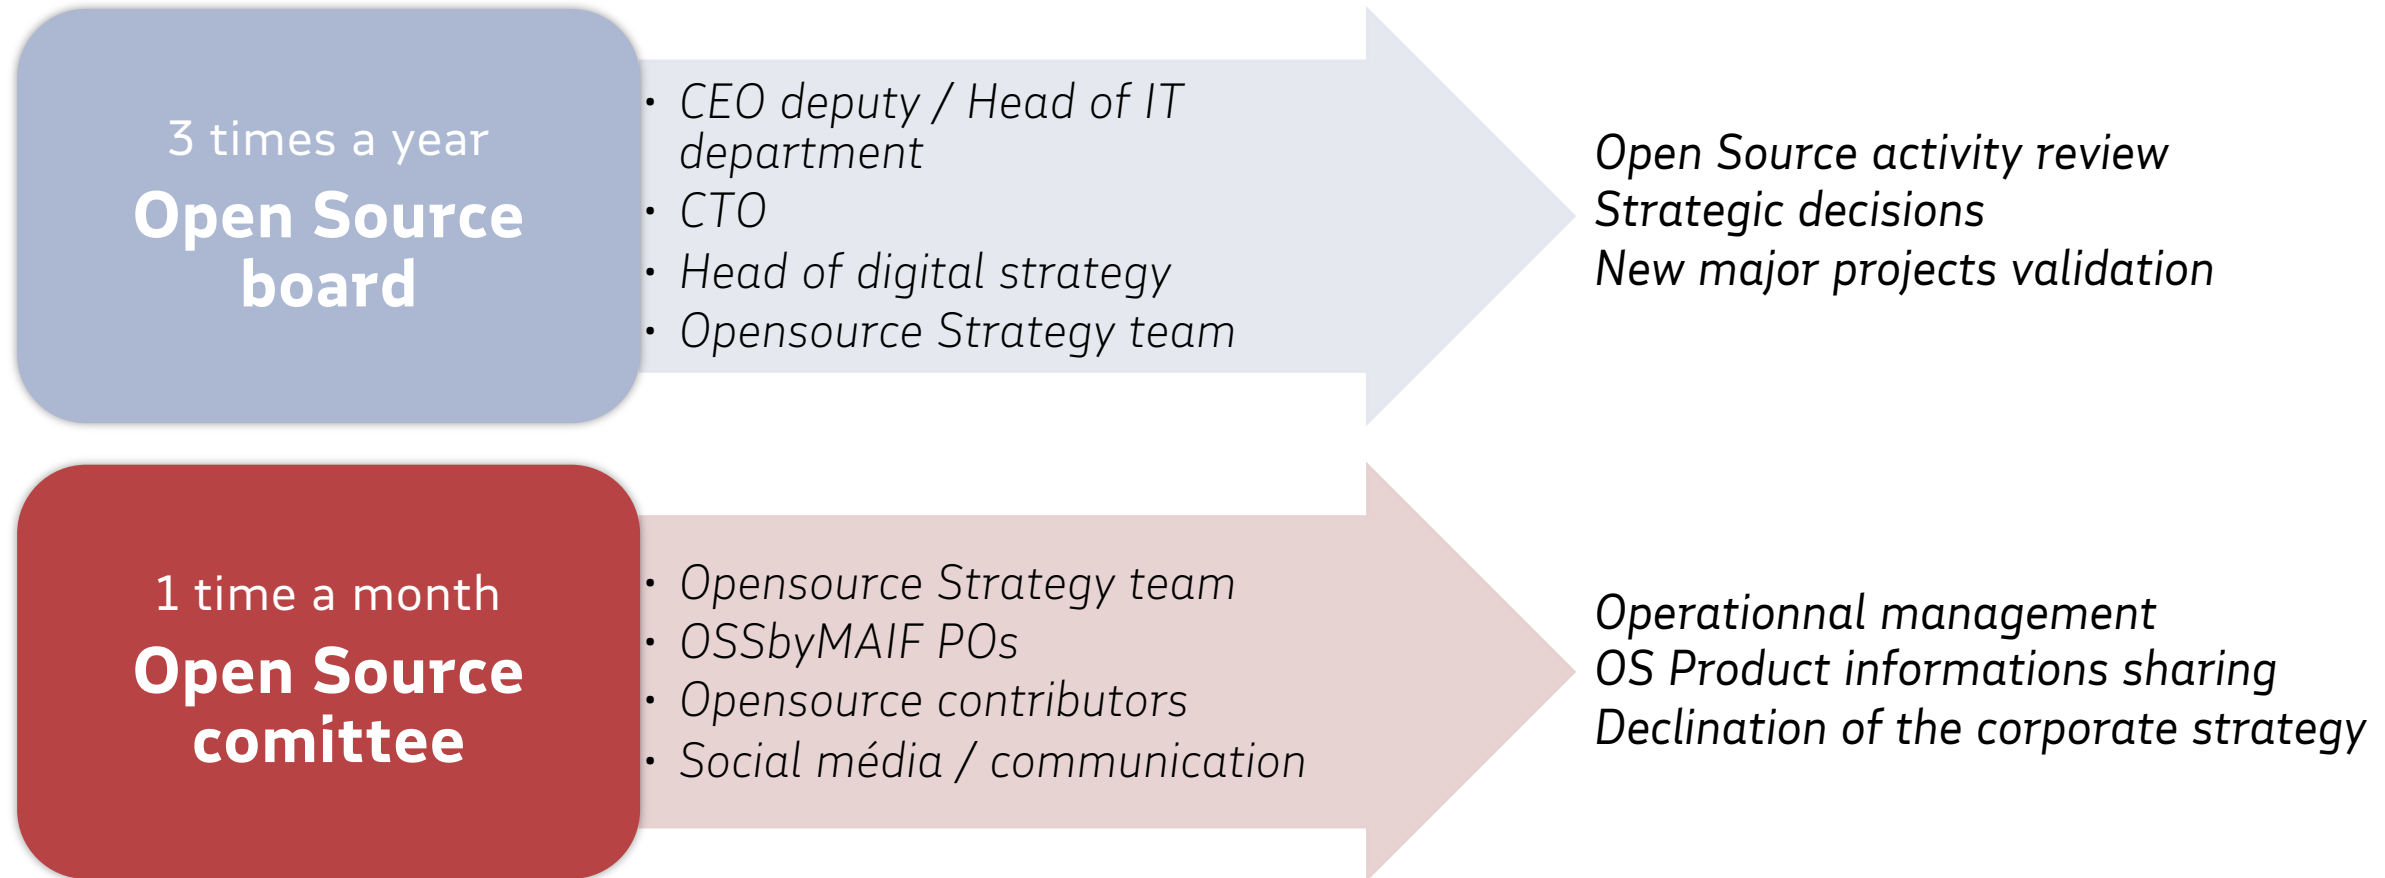 3 times a year
Open Source
board
• CEO deputy / Head of IT
department
• CTO
• Head of digital strategy
• Opensource Strategy team
Open Source activity review
Strategic decisions
New major projects validation
1 time a month
Open Source
comittee
• Opensource Strategy team
• OSSbyMAIF POs
• Opensource contributors
• Social média / communication
Operationnal management
OS Product informations sharing
Declination of the corporate strategy